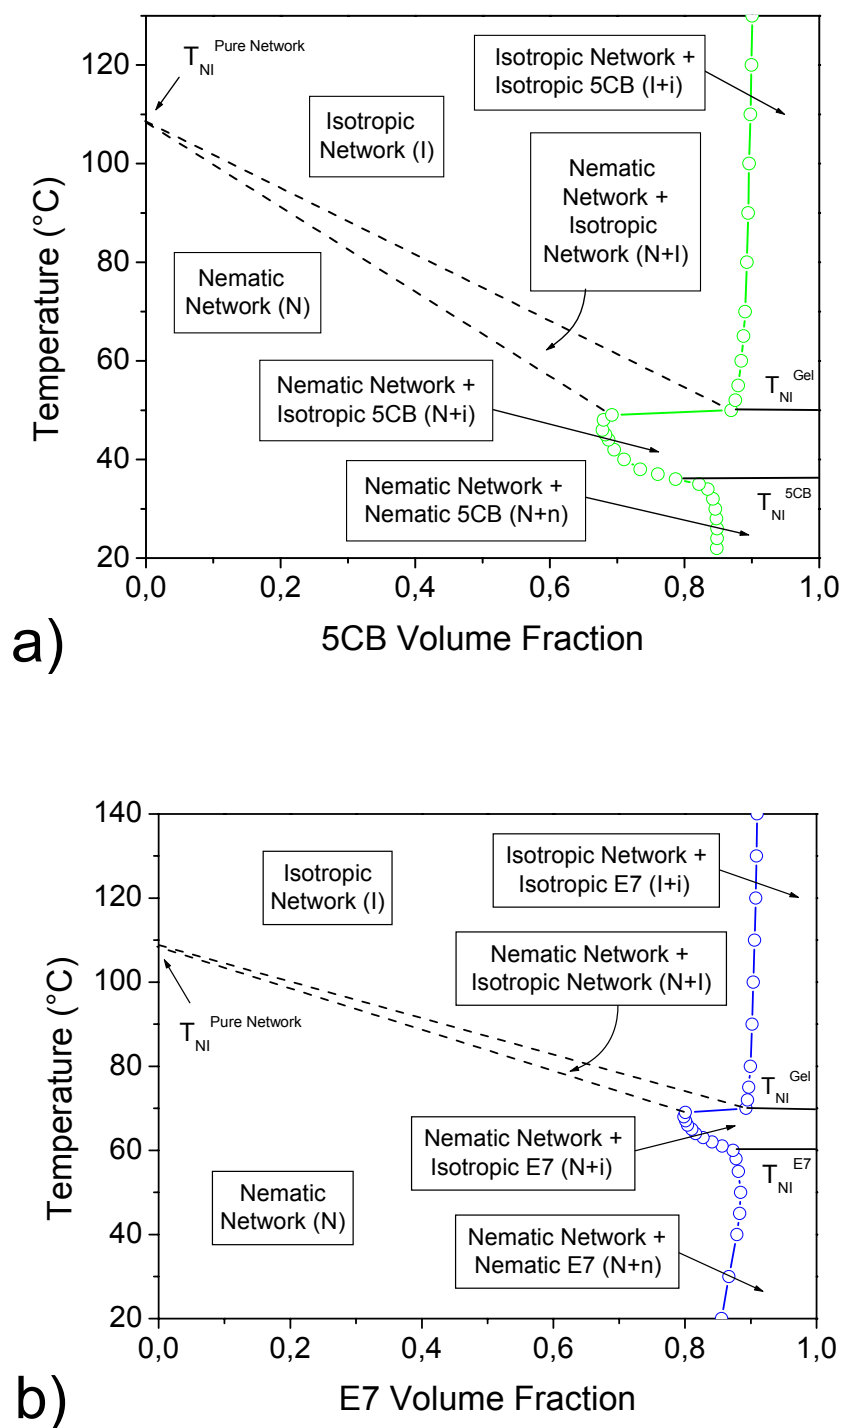 T_NI^Pure Network
Isotropic Network +
Isotropic 5CB (I+i)
Isotropic
Network (I)
Nematic
Network +
Isotropic
Network (N+I)
Nematic
Network (N)
Nematic Network +
Isotropic 5CB (N+i)
Nematic Network +
Nematic 5CB (N+n)
T_NI^Gel
T_NI^5CB
Temperature (°C)
120
100
80
60
40
20
0,0 0,2 0,4 0,6 0,8 1,0
5CB Volume Fraction
a)
Isotropic
Network (I)
Isotropic Network +
Isotropic E7 (I+i)
Nematic Network +
Isotropic Network (N+I)
T_NI^Pure Network
T_NI^Gel
Nematic Network +
Isotropic E7 (N+i)
T_NI^E7
Nematic
Network (N)
Nematic Network +
Nematic E7 (N+n)
Temperature (°C)
140
120
100
80
60
40
20
0,0 0,2 0,4 0,6 0,8 1,0
E7 Volume Fraction
b)